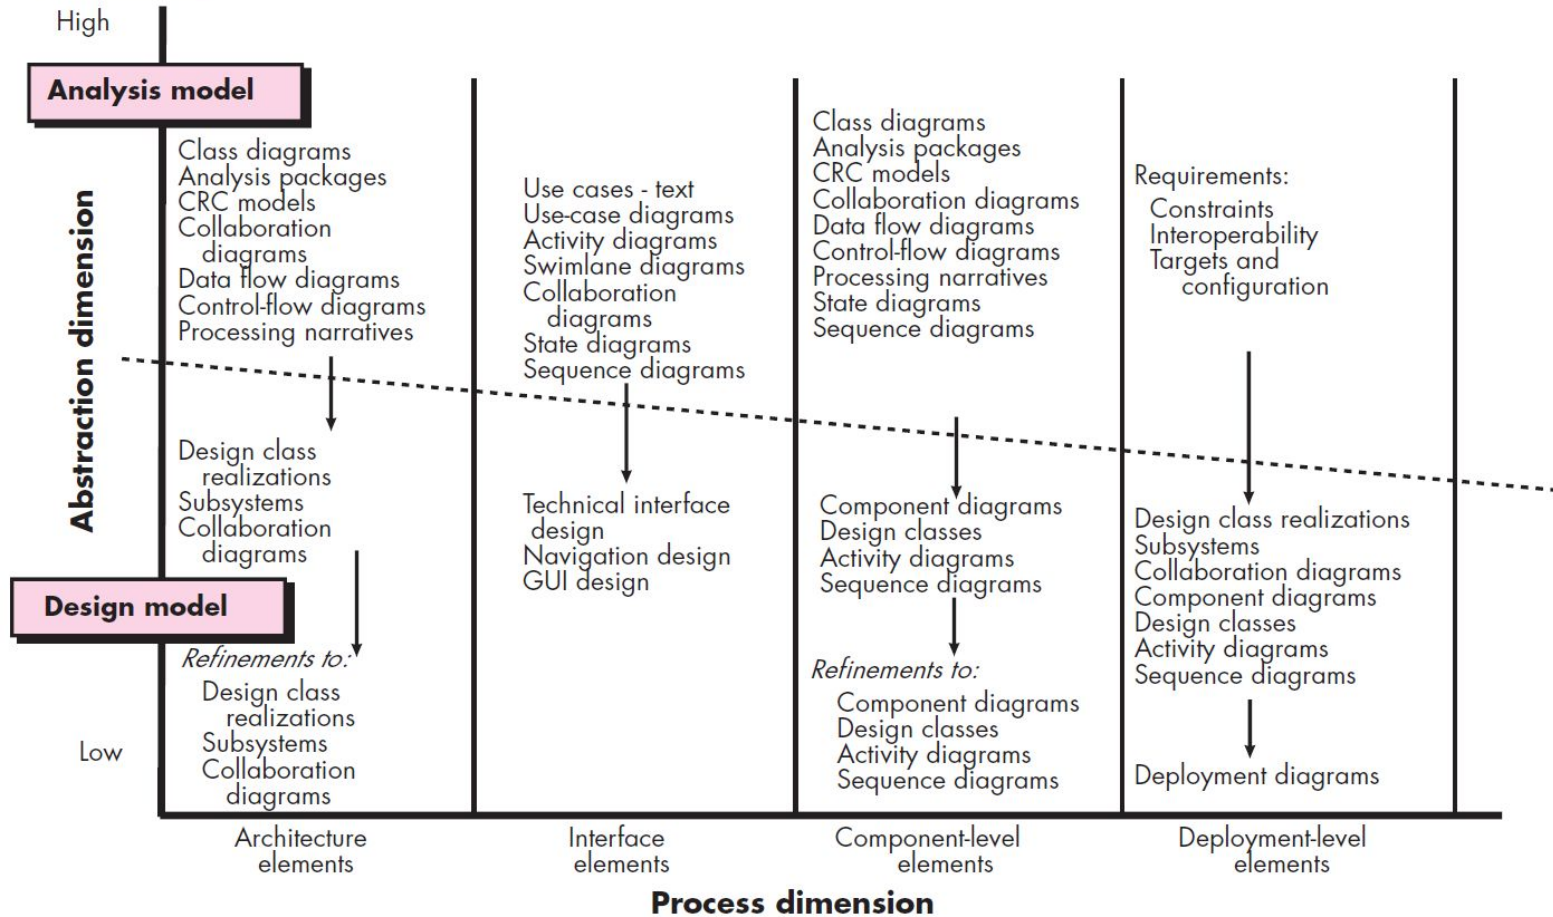 High
Analysis model
Abstraction dimension
Class diagrams
Analysis packages
CRC models
Collaboration
diagrams
Data flow diagrams
Control-flow diagrams
Processing narratives
Design class
realizations
Subsystems
Collaboration
diagrams
Design model
Refinements to:
Design class
realizations
Subsystems
Collaboration
diagrams
Low
Use cases - text
Use-case diagrams
Activity diagrams
Swimlane diagrams
Collaboration
diagrams
State diagrams
Sequence diagrams
Technical interface
design
Navigation design
GUI design
Class diagrams
Analysis packages
CRC models
Collaboration diagrams
Data flow diagrams
Control-flow diagrams
Processing narratives
State diagrams
Sequence diagrams
Component diagrams
Design classes
Activity diagrams
Sequence diagrams
Refinements to:
Component diagrams
Design classes
Activity diagrams
Sequence diagrams
Requirements:
Constraints
Interoperability
Targets and
configuration
Design class realizations
Subsystems
Collaboration diagrams
Component diagrams
Design classes
Activity diagrams
Sequence diagrams
Deployment diagrams
Architecture
elements
Interface
elements
Component-level
elements
Deployment-level
elements
Process dimension